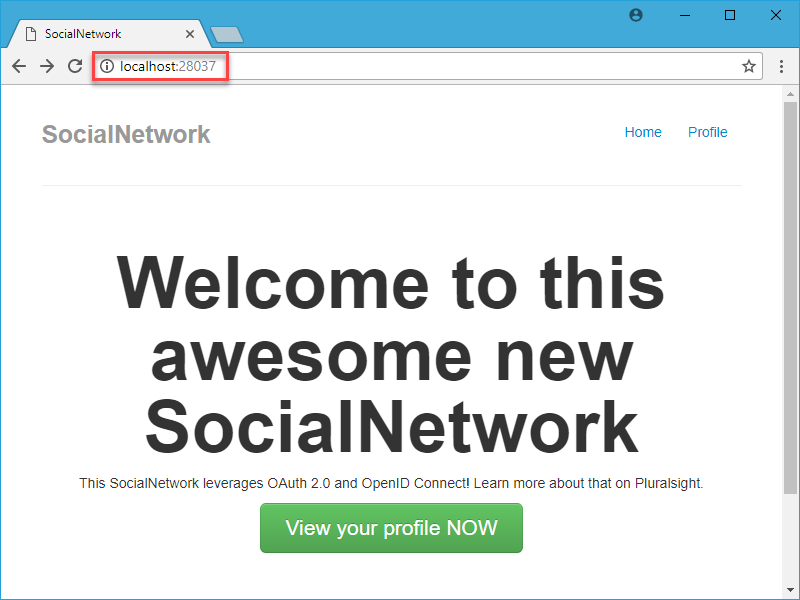 SocialNetwork
localhost:28037
SocialNetwork
Home Profile
Welcome to this
awesome new
SocialNetwork
This SocialNetwork leverages OAuth 2.0 and OpenID Connect! Learn more about that on Pluralsight.
View your profile NOW